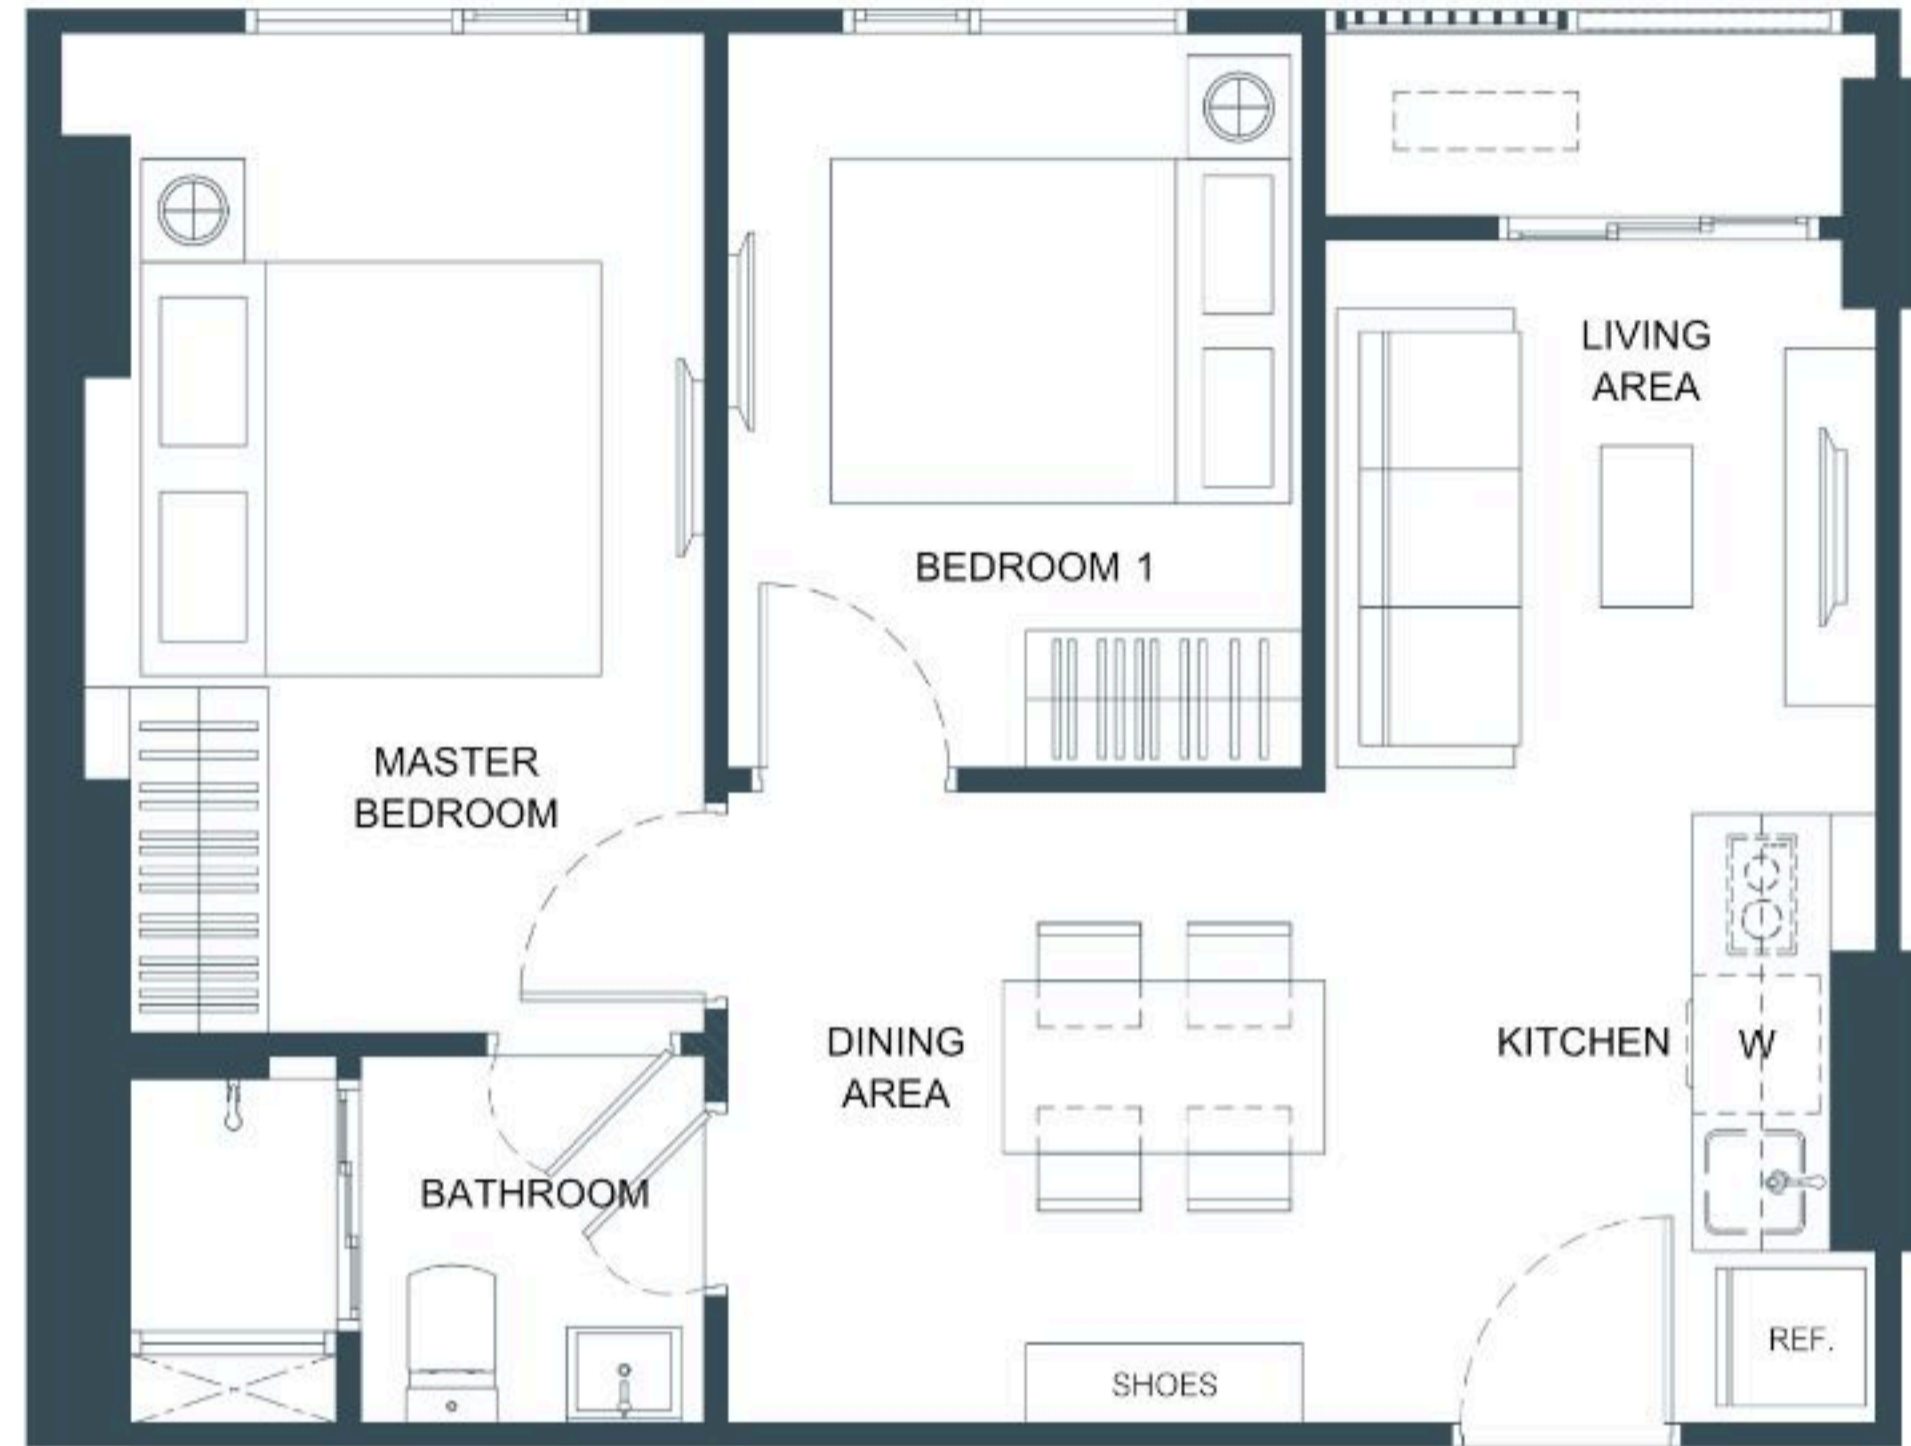 LIVING
AREA
BEDROOM 1
MASTER
BEDROOM
DINING
AREA
KITCHEN
W
BATHROOM
REF.
SHOES